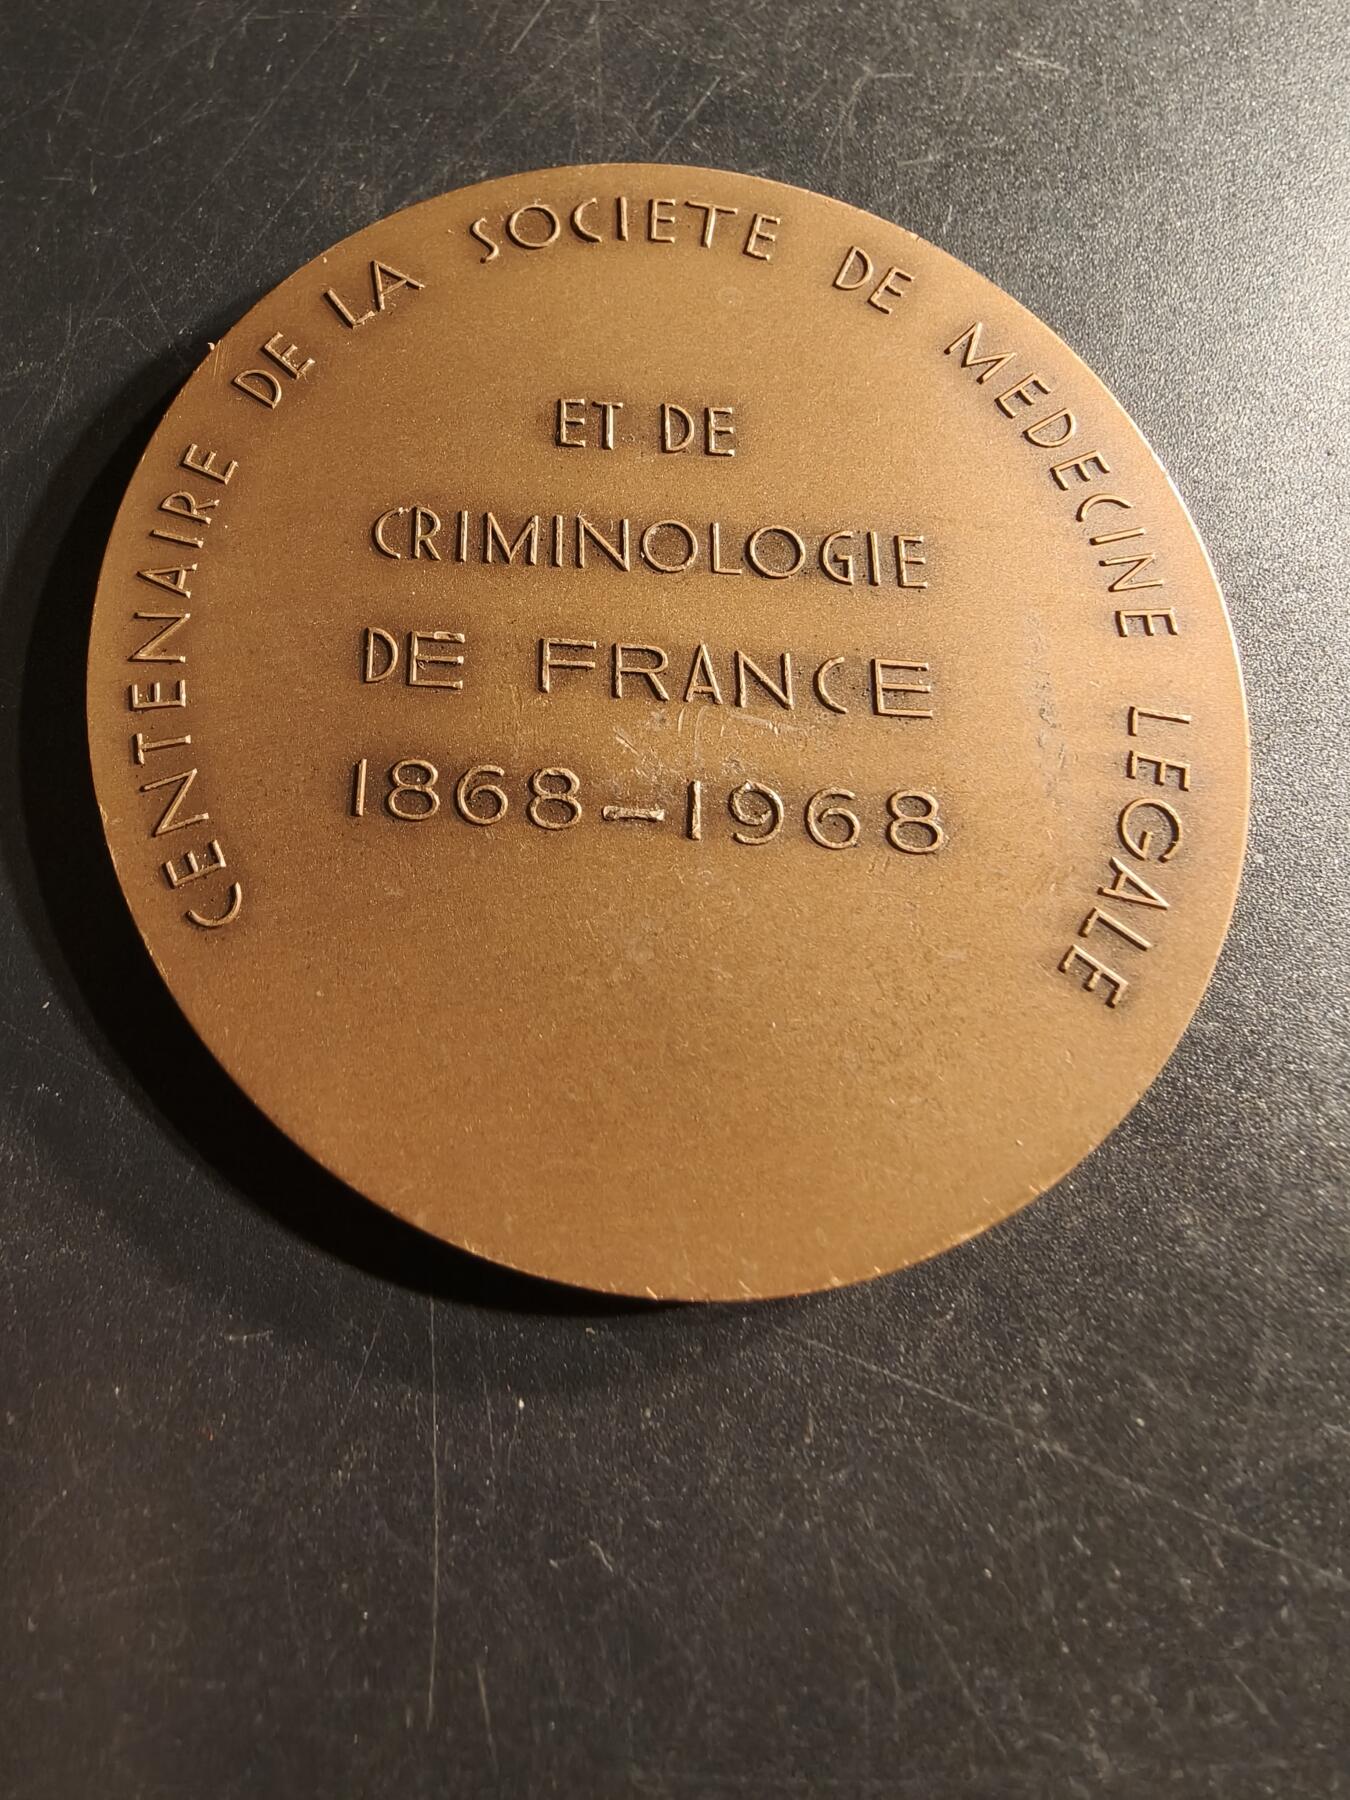 CENTENAIRE DE LA SOCIETE DE MEDECINE LEGALE
ET DE
CRIMINOLOGIE
DE FRANCE
1868-1968